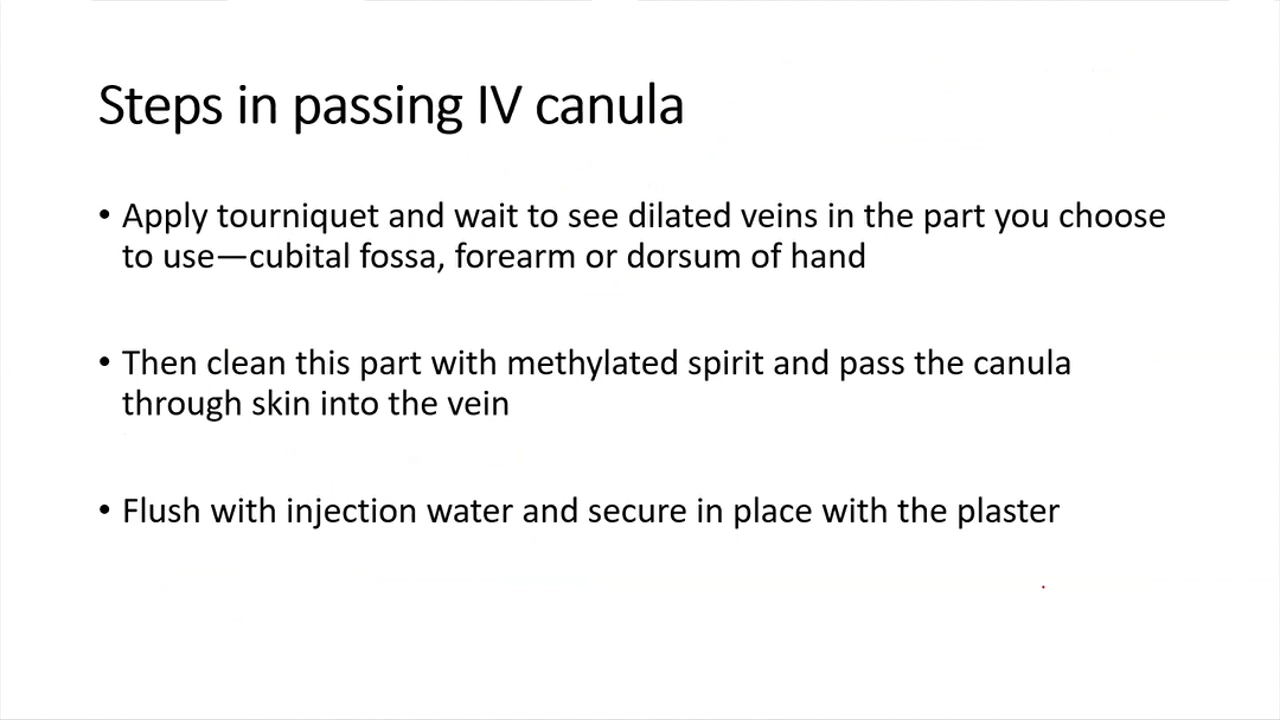 Steps in passing IV canula
• Apply tourniquet and wait to see dilated veins in the part you choose
to use—cubital fossa, forearm or dorsum of hand
• Then clean this part with methylated spirit and pass the canula
through skin into the vein
• Flush with injection water and secure in place with the plaster